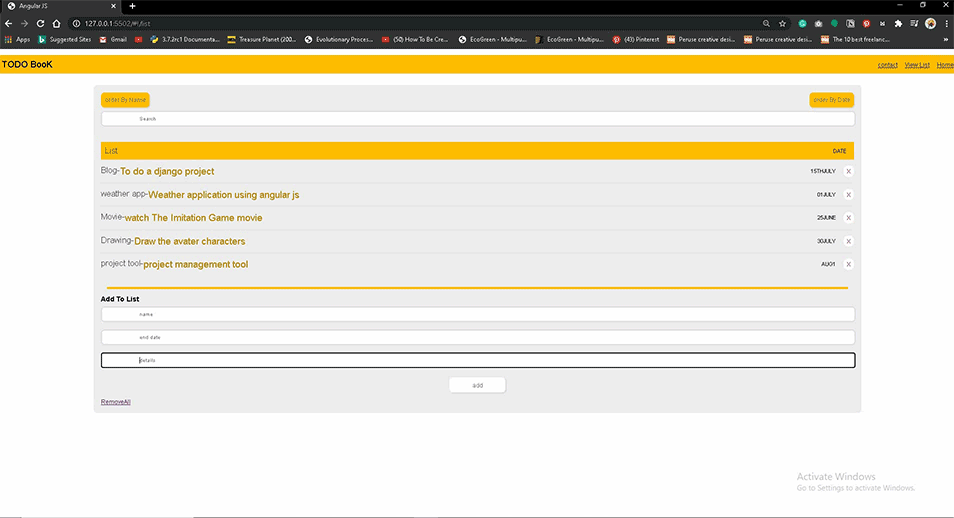 Angular JS
127.0.0.1:5502/#!/list
Apps Suggested Sites Gmail 3.7.2rc1 Documenta... Treasure Planet (200... Evolutionary Proces... (50) How To Be Cre... EcoGreen - Multipu... EcoGreen - Multipu... (43) Pinterest Peruse creative desi... Peruse creative desi... The 10 best freelanc...
TODO BooK contact View List Home
order By Name order By Date
Search
List DATE
Blog-To do a django project 15THJULY X
weather app-Weather application using angular js 01JULY X
Movie-watch The Imitation Game movie 25JUNE X
Drawing-Draw the avater characters 30JULY X
project tool-project management tool AUG1 X
Add To List
name
end date
details
add
RemoveAll
Activate Windows
Go to Settings to activate Windows.